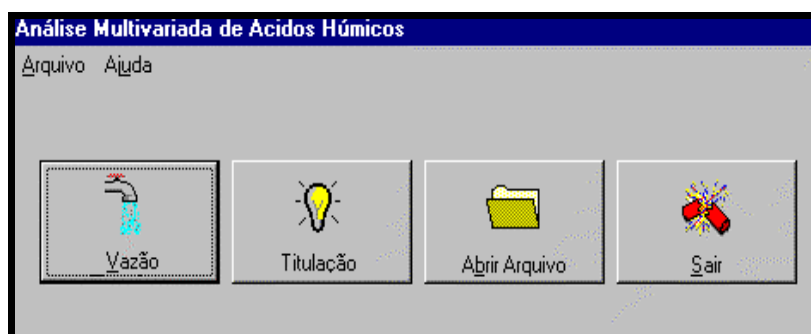 Análise Multivariada de Acidos Húmicos
Arquivo Ajuda
Vazão Titulação Abrir Arquivo Sair